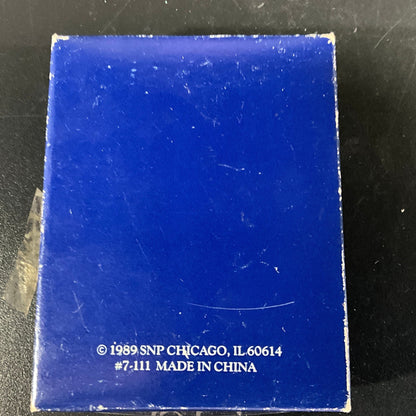 © 1989 SNP CHICAGO, IL 60614
#7-111 MADE IN CHINA